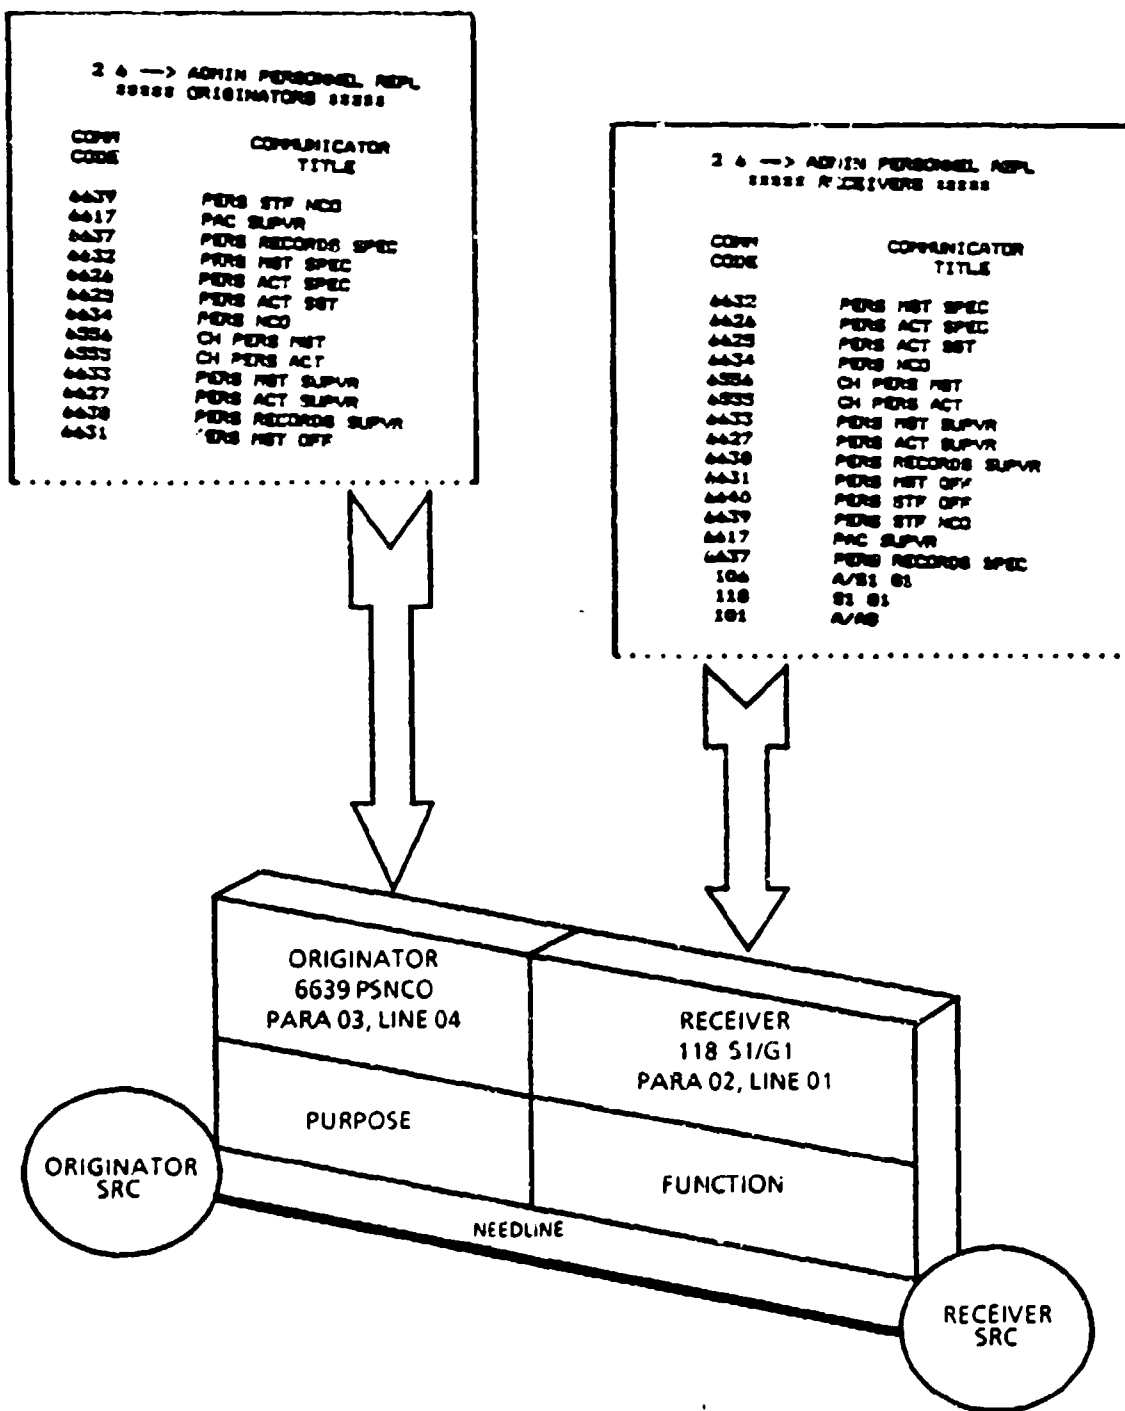 2 6 --> ADMIN PERSONNEL REPL
***** ORIGINATORS *****
COMM COMMUNICATOR
CODE TITLE
6639 PERS STF NCO
6617 PAC SUPVR
6637 PERS RECORDS SPEC
6632 PERS MGT SPEC
6626 PERS ACT SPEC
6625 PERS ACT SGT
6634 PERS NCO
6556 CH PERS MGT
6555 CH PERS ACT
6633 PERS MGT SUPVR
6627 PERS ACT SUPVR
6638 PERS RECORDS SUPVR
6631 PERS MGT OFF
2 6 --> ADMIN PERSONNEL REPL
***** RECEIVERS *****
COMM COMMUNICATOR
CODE TITLE
6632 PERS MGT SPEC
6626 PERS ACT SPEC
6625 PERS ACT SGT
6634 PERS NCO
6556 CH PERS MGT
6555 CH PERS ACT
6633 PERS MGT SUPVR
6627 PERS ACT SUPVR
6638 PERS RECORDS SUPVR
6631 PERS MGT OFF
6640 PERS STF OFF
6639 PERS STF NCO
6617 PAC SUPVR
6637 PERS RECORDS SPEC
106 A/S1 G1
118 S1 G1
101
ORIGINATOR
6639 PSNCO
PARA 03, LINE 04
RECEIVER
118 S1/G1
PARA 02, LINE 01
PURPOSE
FUNCTION
NEEDLINE
ORIGINATOR
SRC
RECEIVER
SRC